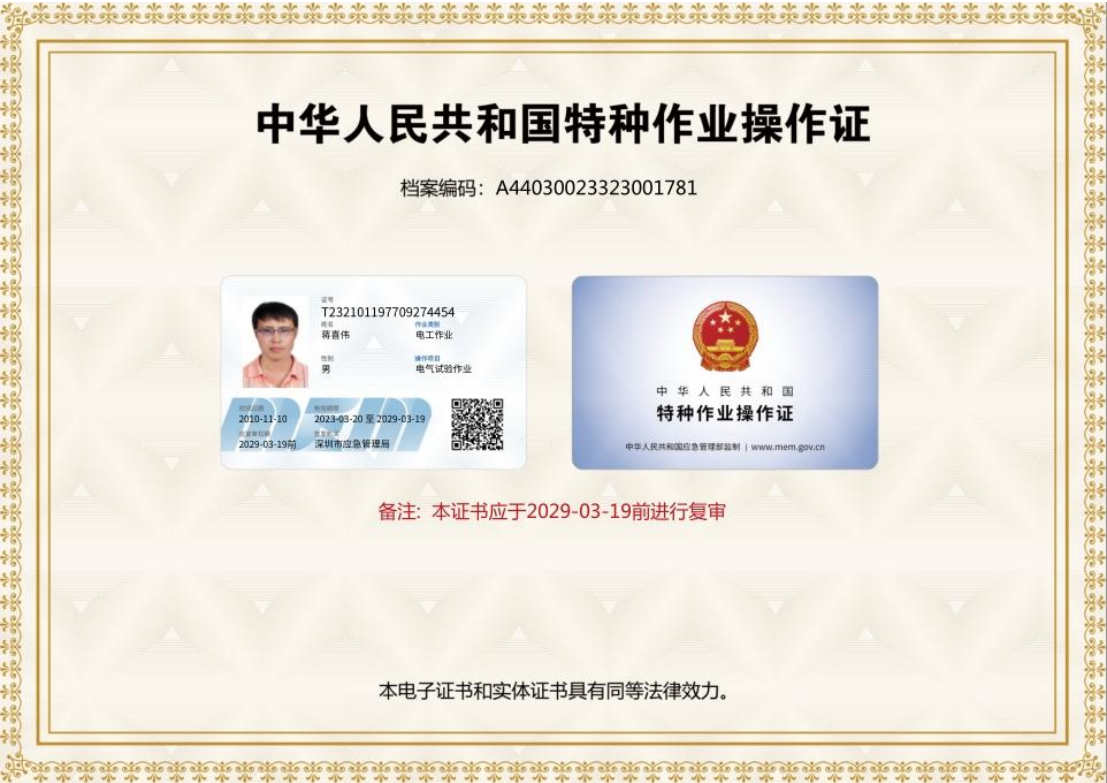 中华人民共和国特种作业操作证
档案编码：A44030023323001781
证号
T232101197709274454
姓名 作业类别
蒋喜伟 电工作业
性别 操作项目
男 电气试验作业
初领日期 有效期限
2010-11-10 2023-03-20 至 2029-03-19
应复审日期 签发机关
2029-03-19前 深圳市应急管理局
中华人民共和国
特种作业操作证
中华人民共和国应急管理部监制 | www.mem.gov.cn
备注：本证书应于2029-03-19前进行复审
本电子证书和实体证书具有同等法律效力。